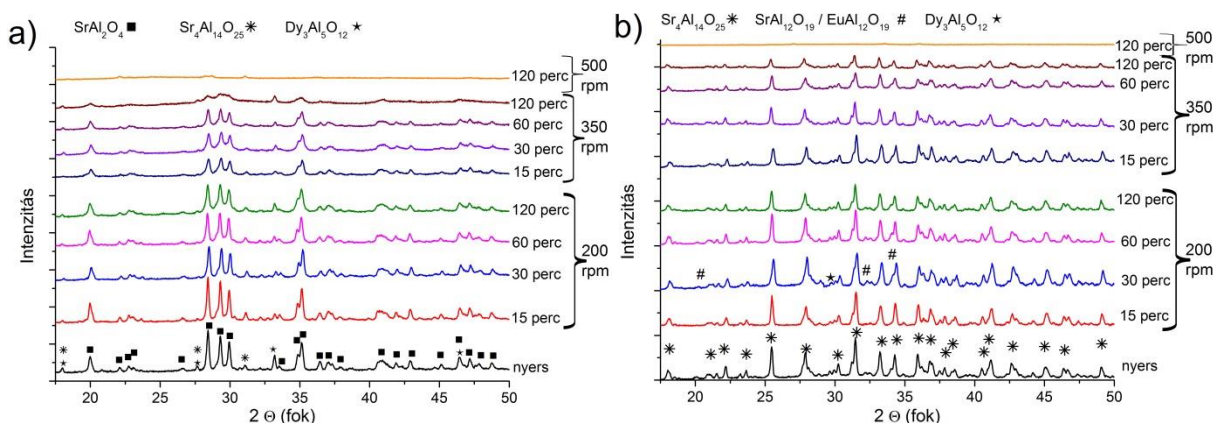 a)
SrAl₂O₄ ■ Sr₄Al₁₄O₂₅ ✳ Dy₃Al₅O₁₂ ★
120 perc
500
rpm
120 perc
60 perc
30 perc
15 perc
350
rpm
120 perc
60 perc
30 perc
15 perc
200
rpm
nyers
Intenzitás
20 25 30 35 40 45 50
2 Θ (fok)
b)
Sr₄Al₁₄O₂₅ ✳ SrAl₁₂O₁₉ / EuAl₁₂O₁₉ # Dy₃Al₅O₁₂ ★
120 perc
500
rpm
120 perc
60 perc
30 perc
15 perc
350
rpm
120 perc
60 perc
30 perc
15 perc
200
rpm
# # #
nyers
Intenzitás
20 25 30 35 40 45 50
2 Θ (fok)